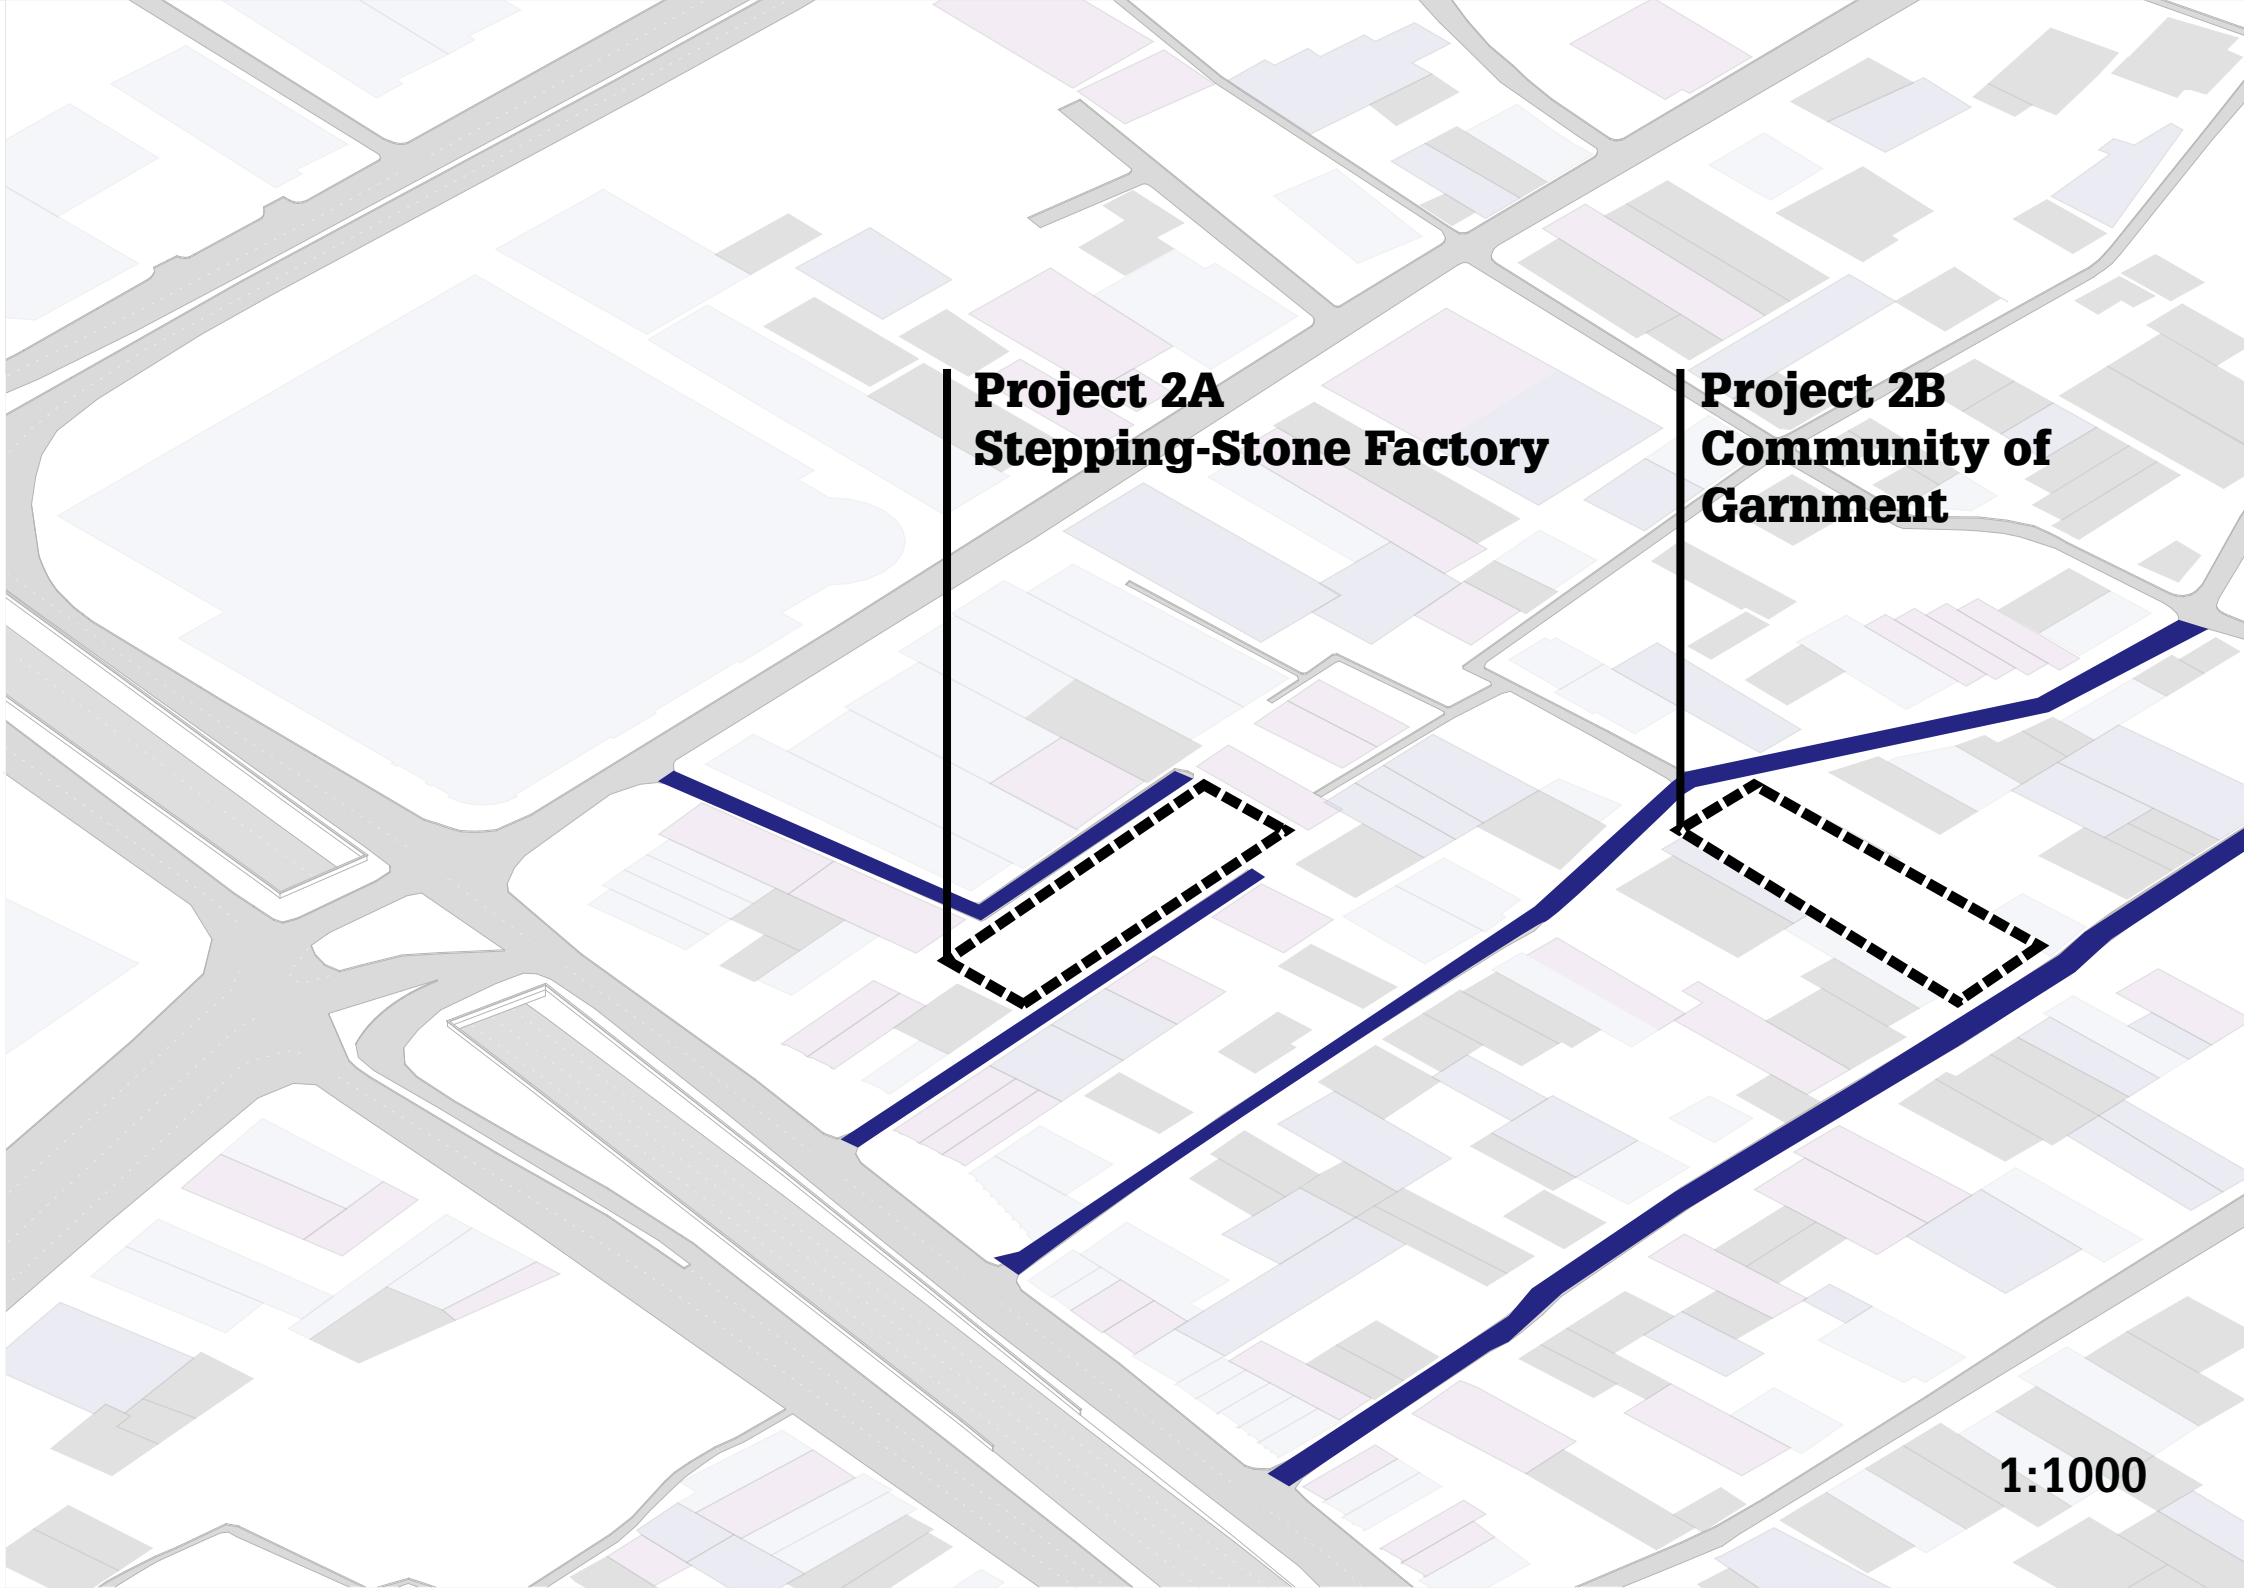 Project 2A
Stepping-Stone Factory
Project 2B
Community of
Garnment
1:1000